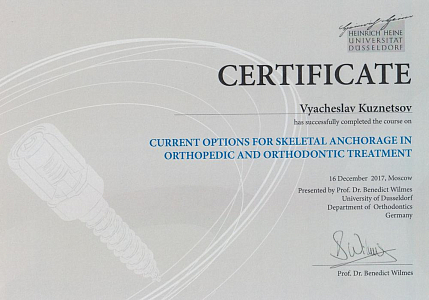 HEINRICH HEINE
UNIVERSITÄT
DÜSSELDORF
CERTIFICATE
Vyacheslav Kuznetsov
has successfully completed the course on
CURRENT OPTIONS FOR SKELETAL ANCHORAGE IN
ORTHOPEDIC AND ORTHODONTIC TREATMENT
16 December 2017, Moscow
Presented by Prof. Dr. Benedict Wilmes
University of Dusseldorf
Department of Orthodontics
Germany
Prof. Dr. Benedict Wilmes